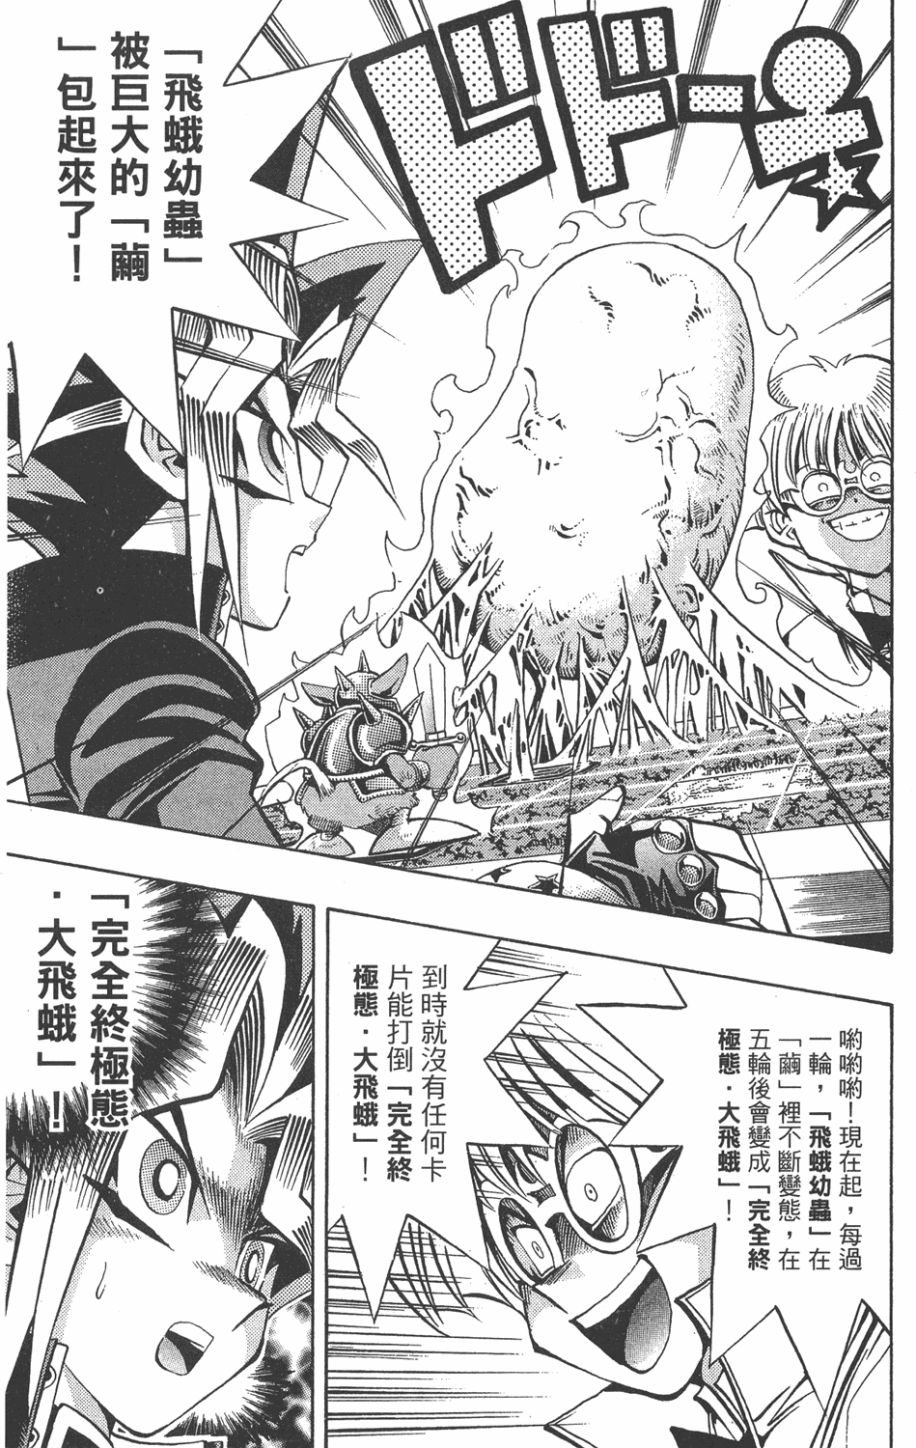 ドドーン
「飛蛾幼蟲」
被巨大的「繭
」包起來了！
喲喲喲！現在起，每過
一輪，「飛蛾幼蟲」在
「繭」裡不斷變態，在
五輪後會變成「完全終
極態．大飛蛾」！
到時就沒有任何卡
片能打倒「完全終
極態．大飛蛾」！
「完全終極態
．大飛蛾」！